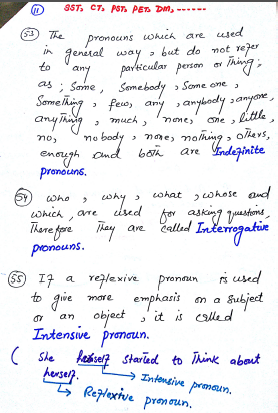 11 SST, CT, PST, PET, DM, ------
53 The pronouns which are used
in general way, but do not refer
to any particular person or thing;
as; Some, Somebody, Someone,
Something, few, any, anybody, anyone,
anything, much, none, one, little,
no, nobody, none, nothing, others,
enough and both are Indefinite
pronouns.
54 who, why, what, whose and
which, are used for asking questions,
Therefore They are called Interrogative
pronouns.
55 If a reflexive pronoun is used
to give more emphasis on a subject
or an object, it is called
Intensive pronoun.
( She herself started to Think about
herself. → Intensive pronoun.
→ Reflexive pronoun.